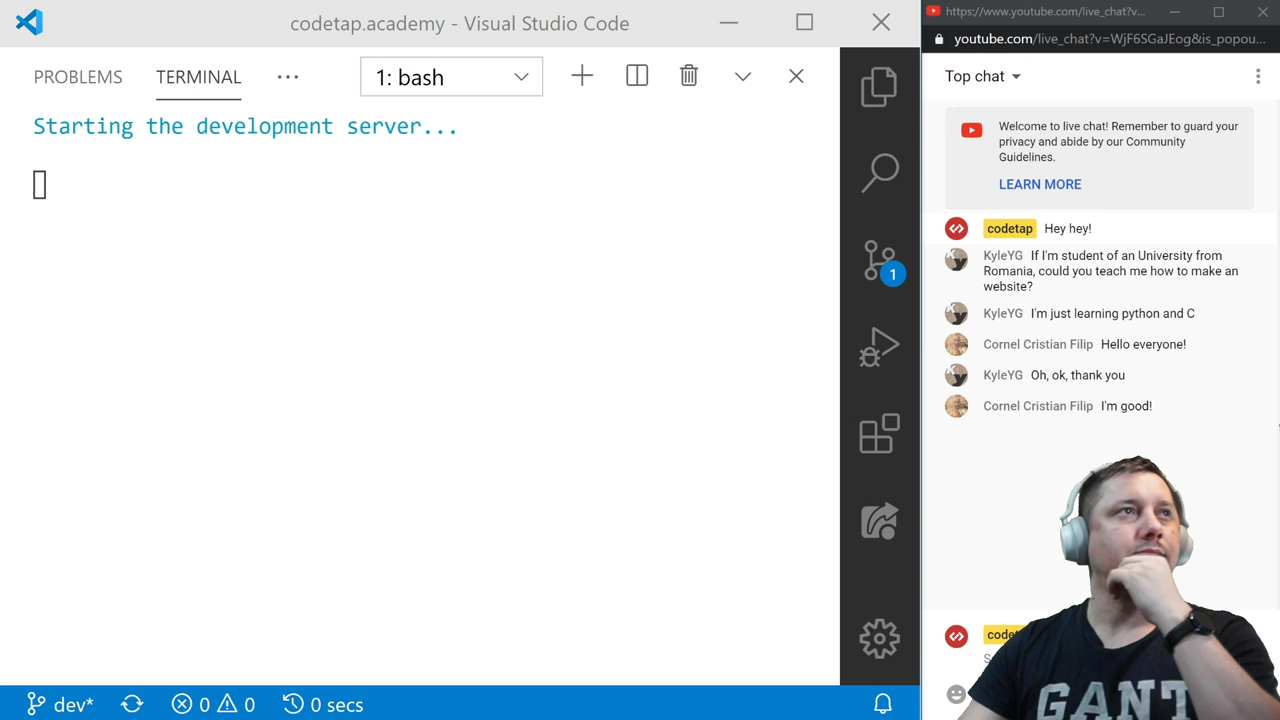 codetap.academy - Visual Studio Code
PROBLEMS
TERMINAL
1: bash
Starting the development server...
1
dev*
0
0
0 secs
https://www.youtube.com/live_chat?v...
youtube.com/live_chat?v=WjF6SGaJEog&is_popou...
Top chat
Welcome to live chat! Remember to guard your
privacy and abide by our Community
Guidelines.
LEARN MORE
codetap Hey hey!
KyleYG If I'm student of an University from
Romania, could you teach me how to make an
website?
KyleYG I'm just learning python and C
Cornel Cristian Filip Hello everyone!
KyleYG Oh, ok, thank you
Cornel Cristian Filip I'm good!
GANT